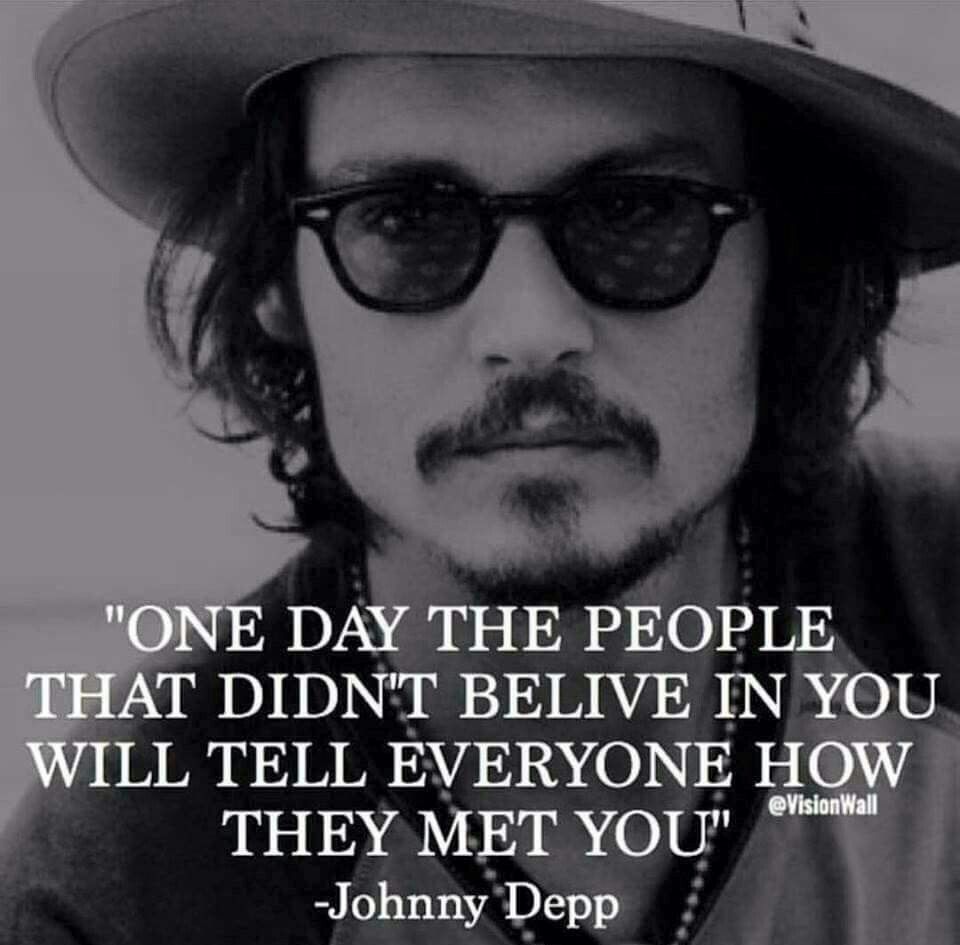 "ONE DAY THE PEOPLE
THAT DIDN'T BELIVE IN YOU
WILL TELL EVERYONE HOW
@VisionWall
THEY MET YOU"
-Johnny Depp